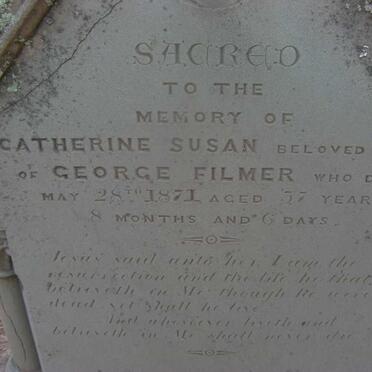 SACRED
TO THE
MEMORY OF
CATHERINE SUSAN BELOVED
OF GEORGE FILMER WHO D
MAY 28TH 1871 AGED 37 YEAR
8 MONTHS AND 6 DAYS.
Jesus said unto her, I am the
resurrection and the life he that
believeth in Me though he were
dead yet shall he live
And whosoever liveth and
believeth in Me shall never die